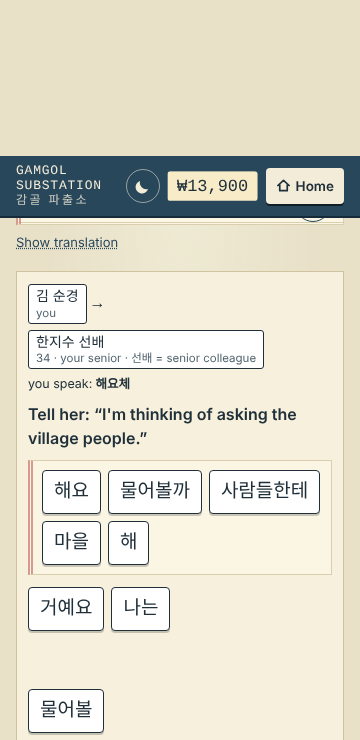 GAMGOL
SUBSTATION
감골 파출소
₩13,900
Home
Show translation
김 순경
you
→
한지수 선배
34 · your senior · 선배 = senior colleague
you speak: 해요체
Tell her: “I'm thinking of asking the
village people.”
해요 물어볼까 사람들한테
마을 해
거예요 나는
물어볼